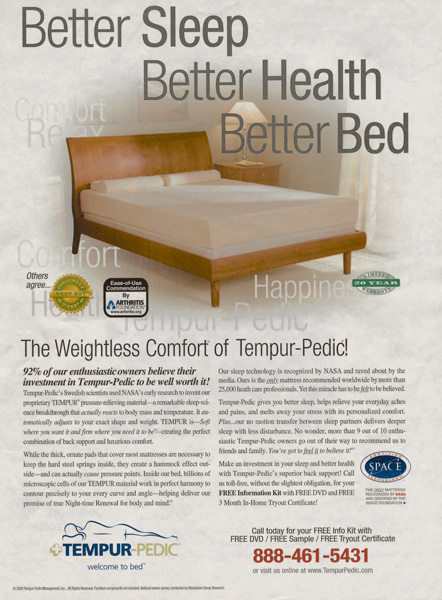 Better Sleep
Better Health
Better Bed
Comfort
Relax
Comfort
Health
Happiness
Tempur-Pedic
Others
agree...
Ease-of-Use
Commendation
By
ARTHRITIS
FOUNDATION
www.arthritis.org
LIMITED
20 YEAR
WARRANTY
The Weightless Comfort of Tempur-Pedic!
92% of our enthusiastic owners believe their
investment in Tempur-Pedic to be well worth it!
Tempur-Pedic's Swedish scientists used NASA's early research to invent our
proprietary TEMPUR® pressure-relieving material—a remarkable sleep-sci-
ence breakthrough that actually reacts to body mass and temperature. It au-
tomatically adjusts to your exact shape and weight. TEMPUR is—Soft
where you want it and firm where you need it to be™—creating the perfect
combination of back support and luxurious comfort.
While the thick, ornate pads that cover most mattresses are necessary to
keep the hard steel springs inside, they create a hammock effect out-
side—and can actually cause pressure points. Inside our bed, billions of
microscopic cells of our TEMPUR material work in perfect harmony to
contour precisely to your every curve and angle—helping deliver our
promise of true Night-time Renewal for body and mind.™
Our sleep technology is recognized by NASA and raved about by the
media. Ours is the only mattress recommended worldwide by more than
25,000 heath care professionals. Yet this miracle has to be felt to be believed.
Tempur-Pedic gives you better sleep, helps relieve your everyday aches
and pains, and melts away your stress with its personalized comfort.
Plus...our no motion transfer between sleep partners delivers deeper
sleep with less disturbance. No wonder, more than 9 out of 10 enthu-
siastic Tempur-Pedic owners go out of their way to recommend us to
friends and family. You've got to feel it to believe it!™
Make an investment in your sleep and better health
with Tempur-Pedic's superior back support! Call
us toll-free, without the slightest obligation, for your
FREE Information Kit with FREE DVD and FREE
3 Month In-Home Tryout Certificate!
SPACE
THE ONLY MATTRESS
RECOGNIZED BY NASA
AND CERTIFIED BY THE
SPACE FOUNDATION
TEMPUR-PEDIC
welcome to bed™
Call today for your FREE Info Kit with
FREE DVD / FREE Sample / FREE Tryout Certificate
888-461-5431
or visit us online at www.TempurPedic.com